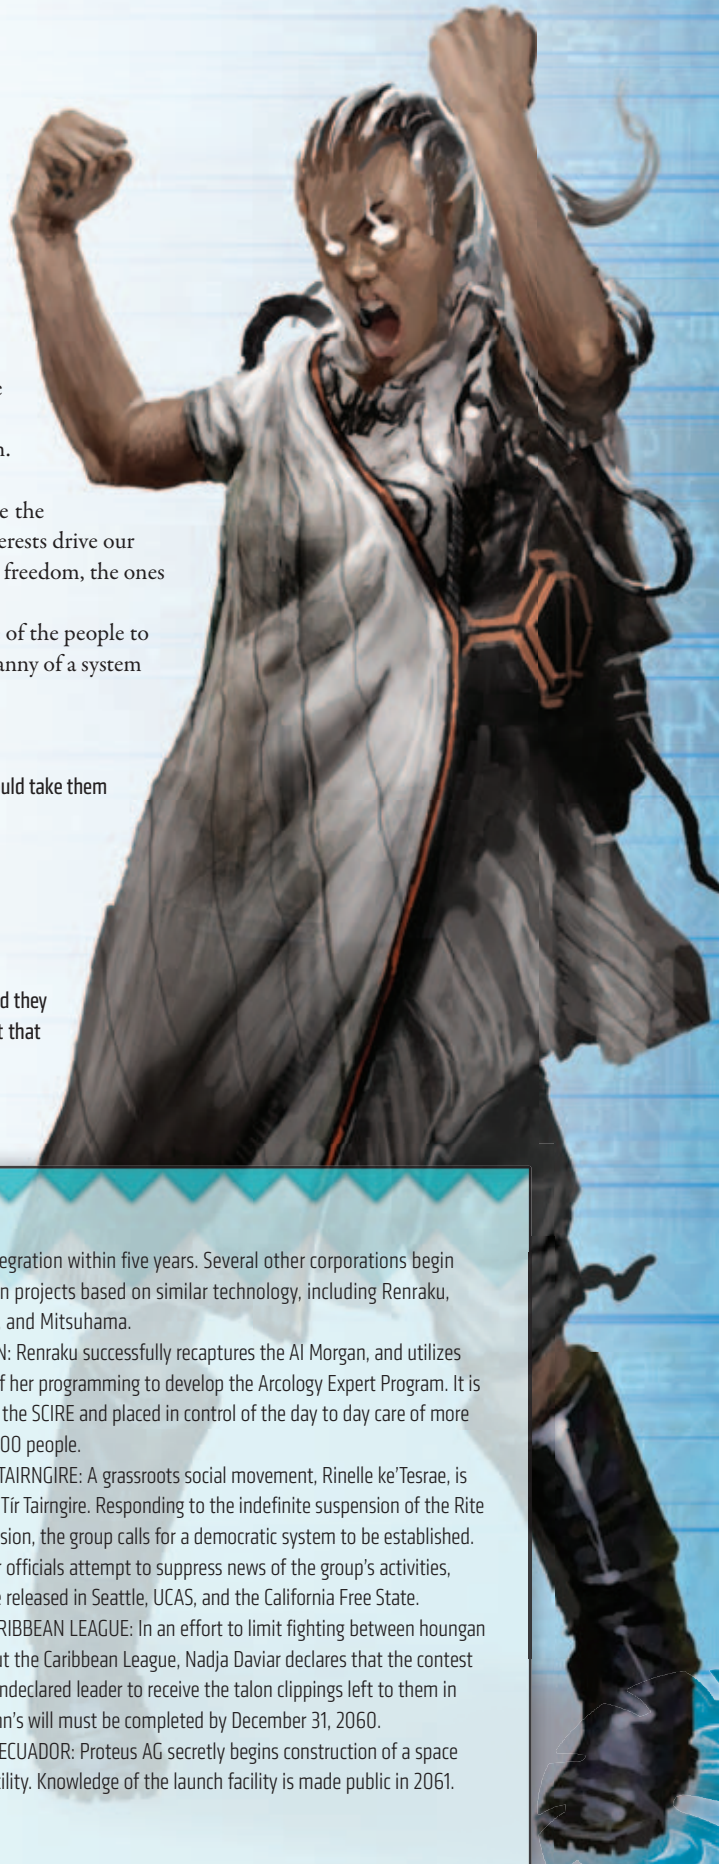 n.
e the
erests drive our
freedom, the ones
of the people to
anny of a system
uld take them
d they
t that
egration within five years. Several other corporations begin
n projects based on similar technology, including Renraku,
and Mitsuhama.
N: Renraku successfully recaptures the AI Morgan, and utilizes
f her programming to develop the Arcology Expert Program. It is
the SCIRE and placed in control of the day to day care of more
00 people.
TAIRNGIRE: A grassroots social movement, Rinelle ke'Tesrae, is
Tír Tairngire. Responding to the indefinite suspension of the Rite
sion, the group calls for a democratic system to be established.
r officials attempt to suppress news of the group's activities,
e released in Seattle, UCAS, and the California Free State.
RIBBEAN LEAGUE: In an effort to limit fighting between houngan
ut the Caribbean League, Nadja Daviar declares that the contest
ndeclared leader to receive the talon clippings left to them in
n's will must be completed by December 31, 2060.
ECUADOR: Proteus AG secretly begins construction of a space
cility. Knowledge of the launch facility is made public in 2061.